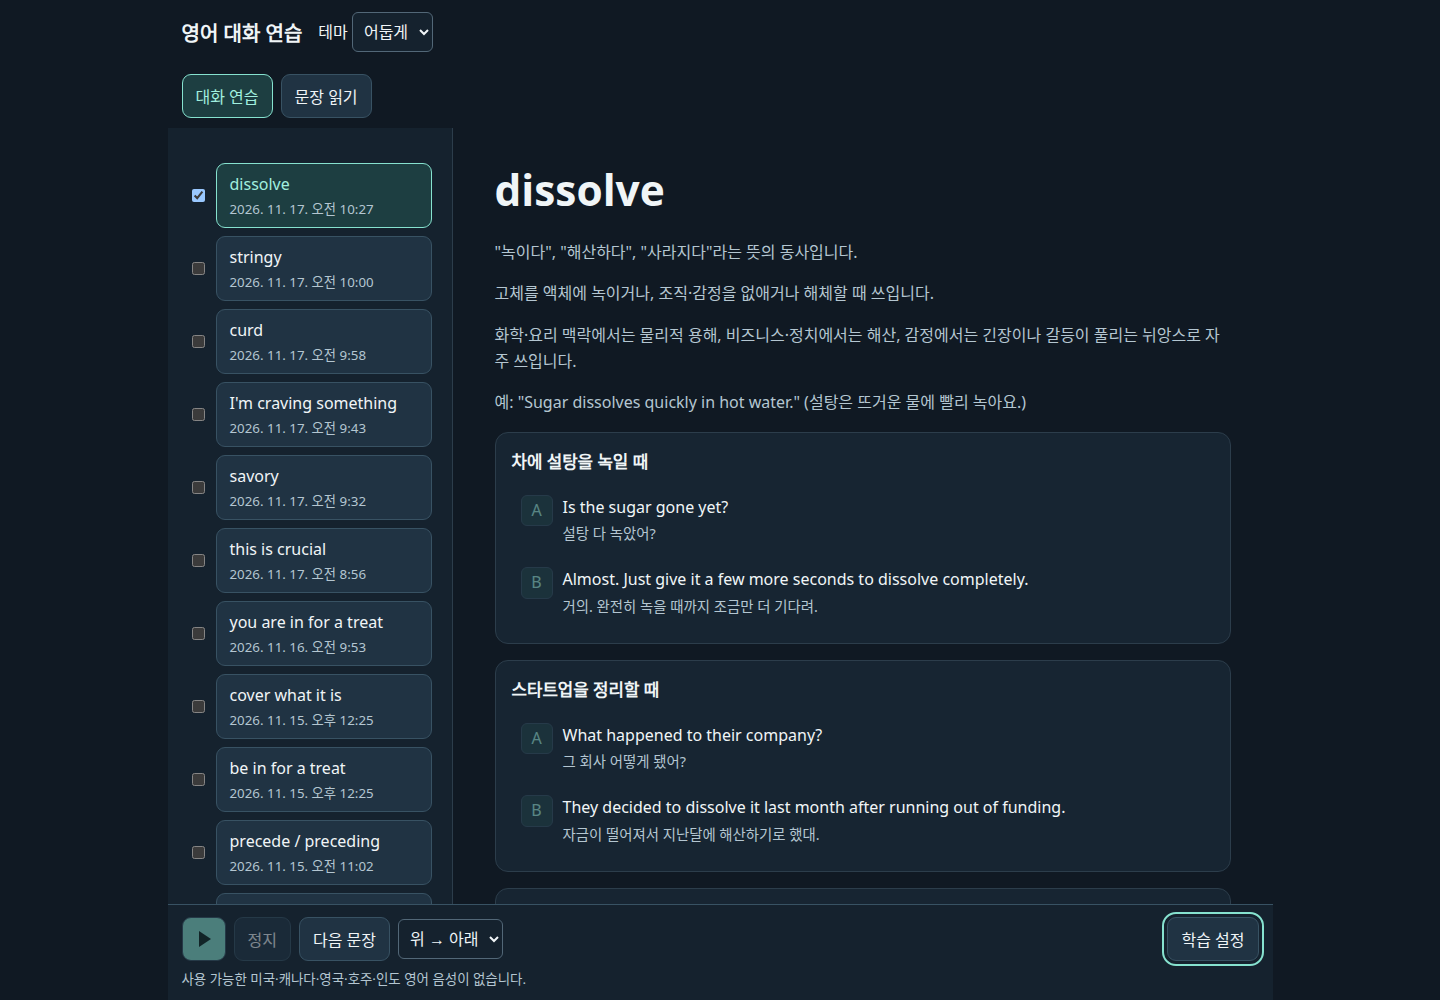 영어 대화 연습 테마 어둡게
대화 연습 문장 읽기
dissolve
2026. 11. 17. 오전 10:27
stringy
2026. 11. 17. 오전 10:00
curd
2026. 11. 17. 오전 9:58
I'm craving something
2026. 11. 17. 오전 9:43
savory
2026. 11. 17. 오전 9:32
this is crucial
2026. 11. 17. 오전 8:56
you are in for a treat
2026. 11. 16. 오전 9:53
cover what it is
2026. 11. 15. 오후 12:25
be in for a treat
2026. 11. 15. 오후 12:25
precede / preceding
2026. 11. 15. 오전 11:02
dissolve
"녹이다", "해산하다", "사라지다"라는 뜻의 동사입니다.
고체를 액체에 녹이거나, 조직·감정을 없애거나 해체할 때 쓰입니다.
화학·요리 맥락에서는 물리적 용해, 비즈니스·정치에서는 해산, 감정에서는 긴장이나 갈등이 풀리는 뉘앙스로 자
주 쓰입니다.
예: "Sugar dissolves quickly in hot water." (설탕은 뜨거운 물에 빨리 녹아요.)
차에 설탕을 녹일 때
A Is the sugar gone yet?
설탕 다 녹았어?
B Almost. Just give it a few more seconds to dissolve completely.
거의. 완전히 녹을 때까지 조금만 더 기다려.
스타트업을 정리할 때
A What happened to their company?
그 회사 어떻게 됐어?
B They decided to dissolve it last month after running out of funding.
자금이 떨어져서 지난달에 해산하기로 했대.
정지 다음 문장 위 → 아래 학습 설정
사용 가능한 미국·캐나다·영국·호주·인도 영어 음성이 없습니다.